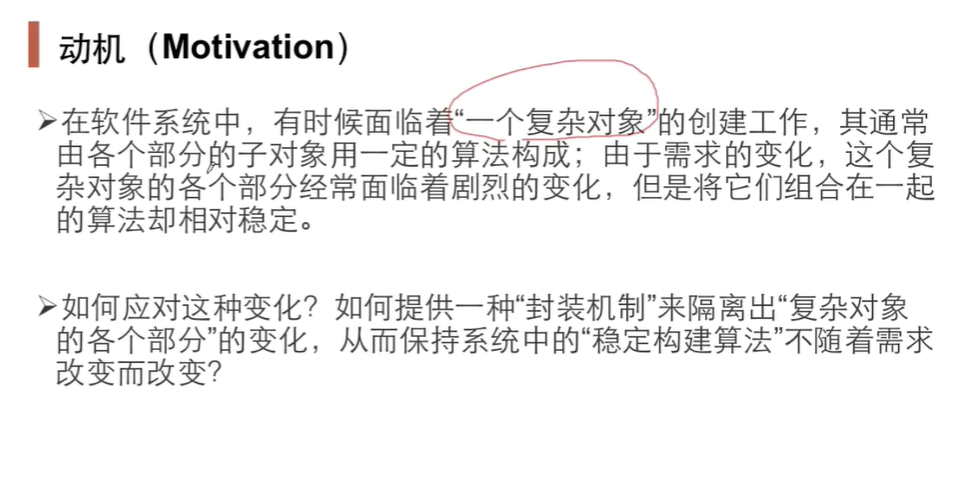 动机（Motivation）
➢在软件系统中，有时候面临着“一个复杂对象”的创建工作，其通常
由各个部分的子对象用一定的算法构成；由于需求的变化，这个复
杂对象的各个部分经常面临着剧烈的变化，但是将它们组合在一起
的算法却相对稳定。
➢如何应对这种变化？如何提供一种“封装机制”来隔离出“复杂对象
的各个部分”的变化，从而保持系统中的“稳定构建算法”不随着需求
改变而改变？